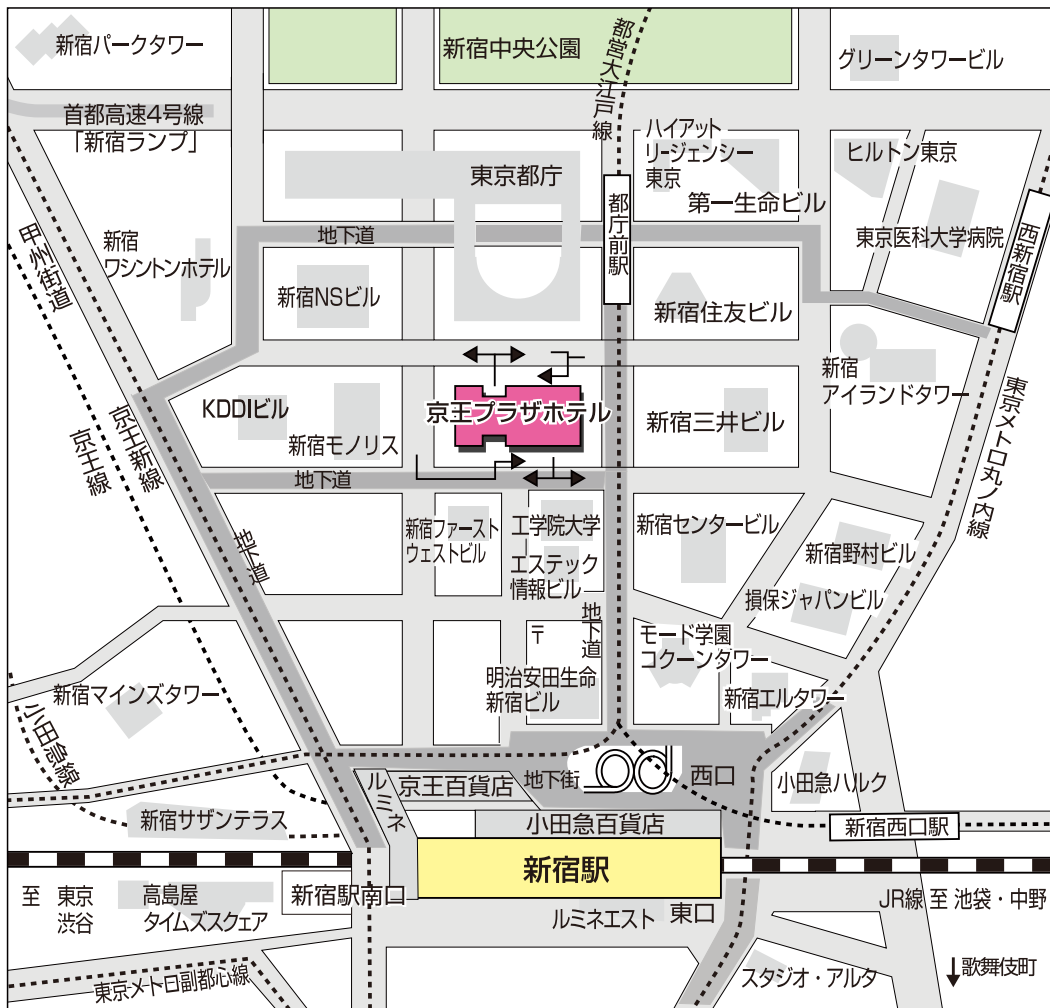 新宿パークタワー
新宿中央公園
都営大江戸線
グリーンタワービル
首都高速4号線
「新宿ランプ」
ハイアット
リージェンシー
東京
ヒルトン東京
東京都庁
第一生命ビル
都庁前駅
西新宿駅
東京医科大学病院
地下道
新宿
ワシントンホテル
甲州街道
新宿NSビル
新宿住友ビル
新宿
アイランドタワー
東京メトロ丸ノ内線
京王新線
京王線
KDDIビル
新宿モノリス
京王プラザホテル
新宿三井ビル
地下道
地下道
新宿ファースト
ウェストビル
工学院大学
エステック
情報ビル
新宿センタービル
新宿野村ビル
損保ジャパンビル
地下道
〒
モード学園
コクーンタワー
明治安田生命
新宿ビル
新宿エルタワー
新宿マインズタワー
小田急線
ルミネ
京王百貨店
地下街
西口
小田急ハルク
新宿サザンテラス
小田急百貨店
新宿西口駅
新宿駅
至 東京
渋谷
高島屋
タイムズスクェア
新宿駅南口
JR線 至 池袋・中野
ルミネエスト
東口
東京メトロ副都心線
スタジオ・アルタ
↓歌舞伎町